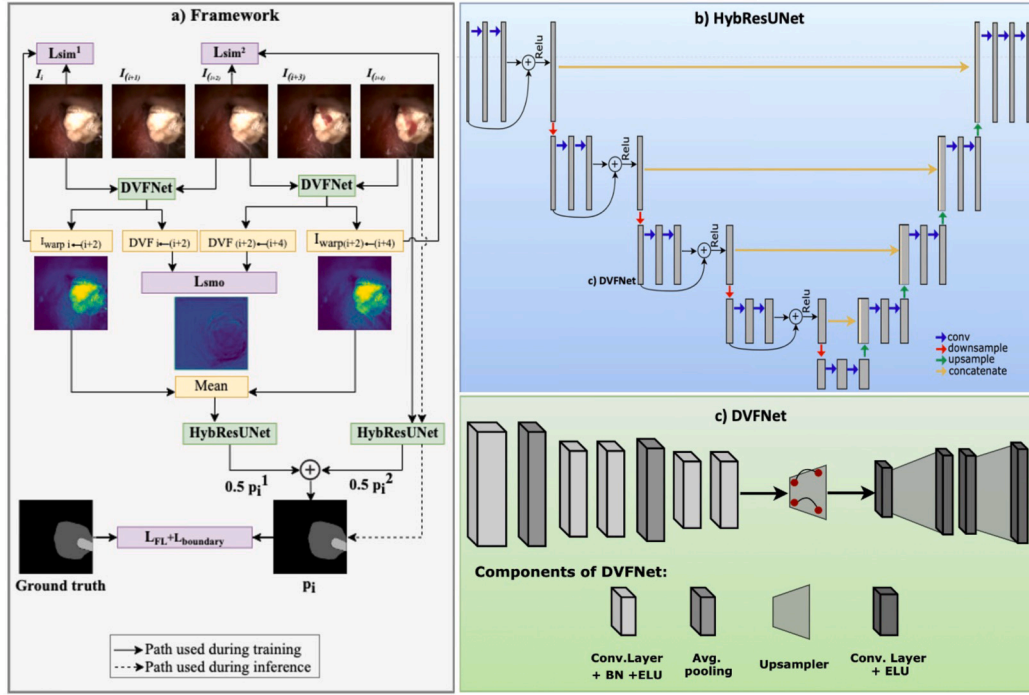 a) Framework
Lsim¹
Lsim²
I_i
I_(i+1)
I_(i+2)
I_(i+3)
I_(i+4)
DVFNet
DVFNet
I_warp i←(i+2)
DVF i←(i+2)
DVF (i+2)←(i+4)
I_warp(i+2)←(i+4)
Lsmo
Mean
HybResUNet
HybResUNet
0.5 p_i¹
+
0.5 p_i²
L_FL+L_boundary
Ground truth
p_i
Path used during training
Path used during inference
b) HybResUNet
+
Relu
+
Relu
+
Relu
c) DVFNet
+
Relu
conv
downsample
upsample
concatenate
c) DVFNet
Components of DVFNet:
Conv.Layer
+ BN +ELU
Avg.
pooling
Upsampler
Conv. Layer
+ ELU